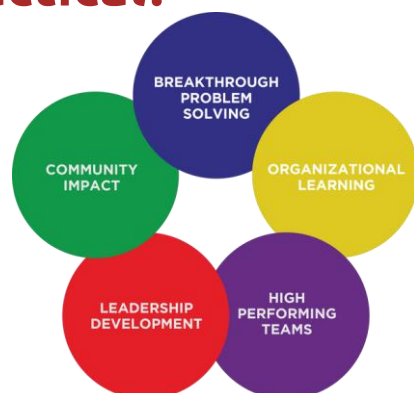 BREAKTHROUGH
PROBLEM
SOLVING
COMMUNITY
IMPACT
ORGANIZATIONAL
LEARNING
LEADERSHIP
DEVELOPMENT
HIGH
PERFORMING
TEAMS